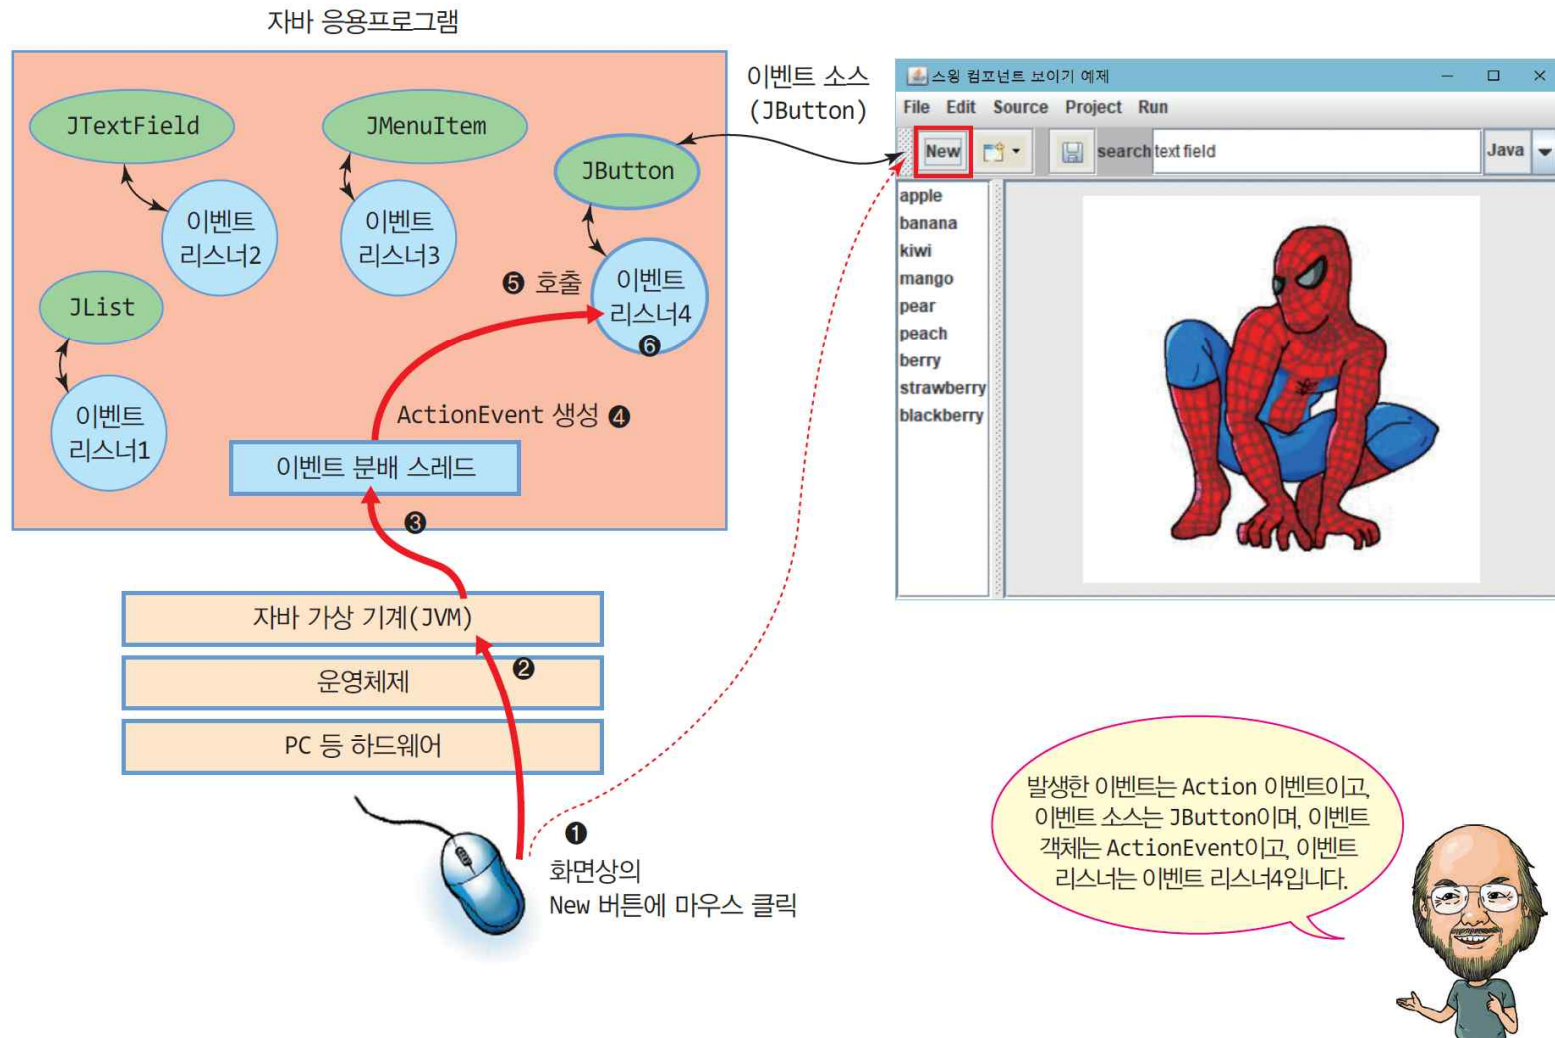 자바 응용프로그램
JTextField
이벤트
리스너2
JMenuItem
이벤트
리스너3
JButton
이벤트
리스너4
❻
❺ 호출
JList
이벤트
리스너1
ActionEvent 생성 ❹
이벤트 분배 스레드
❸
자바 가상 기계(JVM)
❷
운영체제
PC 등 하드웨어
❶
화면상의
New 버튼에 마우스 클릭
이벤트 소스
(JButton)
스윙 컴포넌트 보이기 예제
File Edit Source Project Run
New search text field Java
apple
banana
kiwi
mango
pear
peach
berry
strawberry
blackberry
발생한 이벤트는 Action 이벤트이고,
이벤트 소스는 JButton이며, 이벤트
객체는 ActionEvent이고, 이벤트
리스너는 이벤트 리스너4입니다.